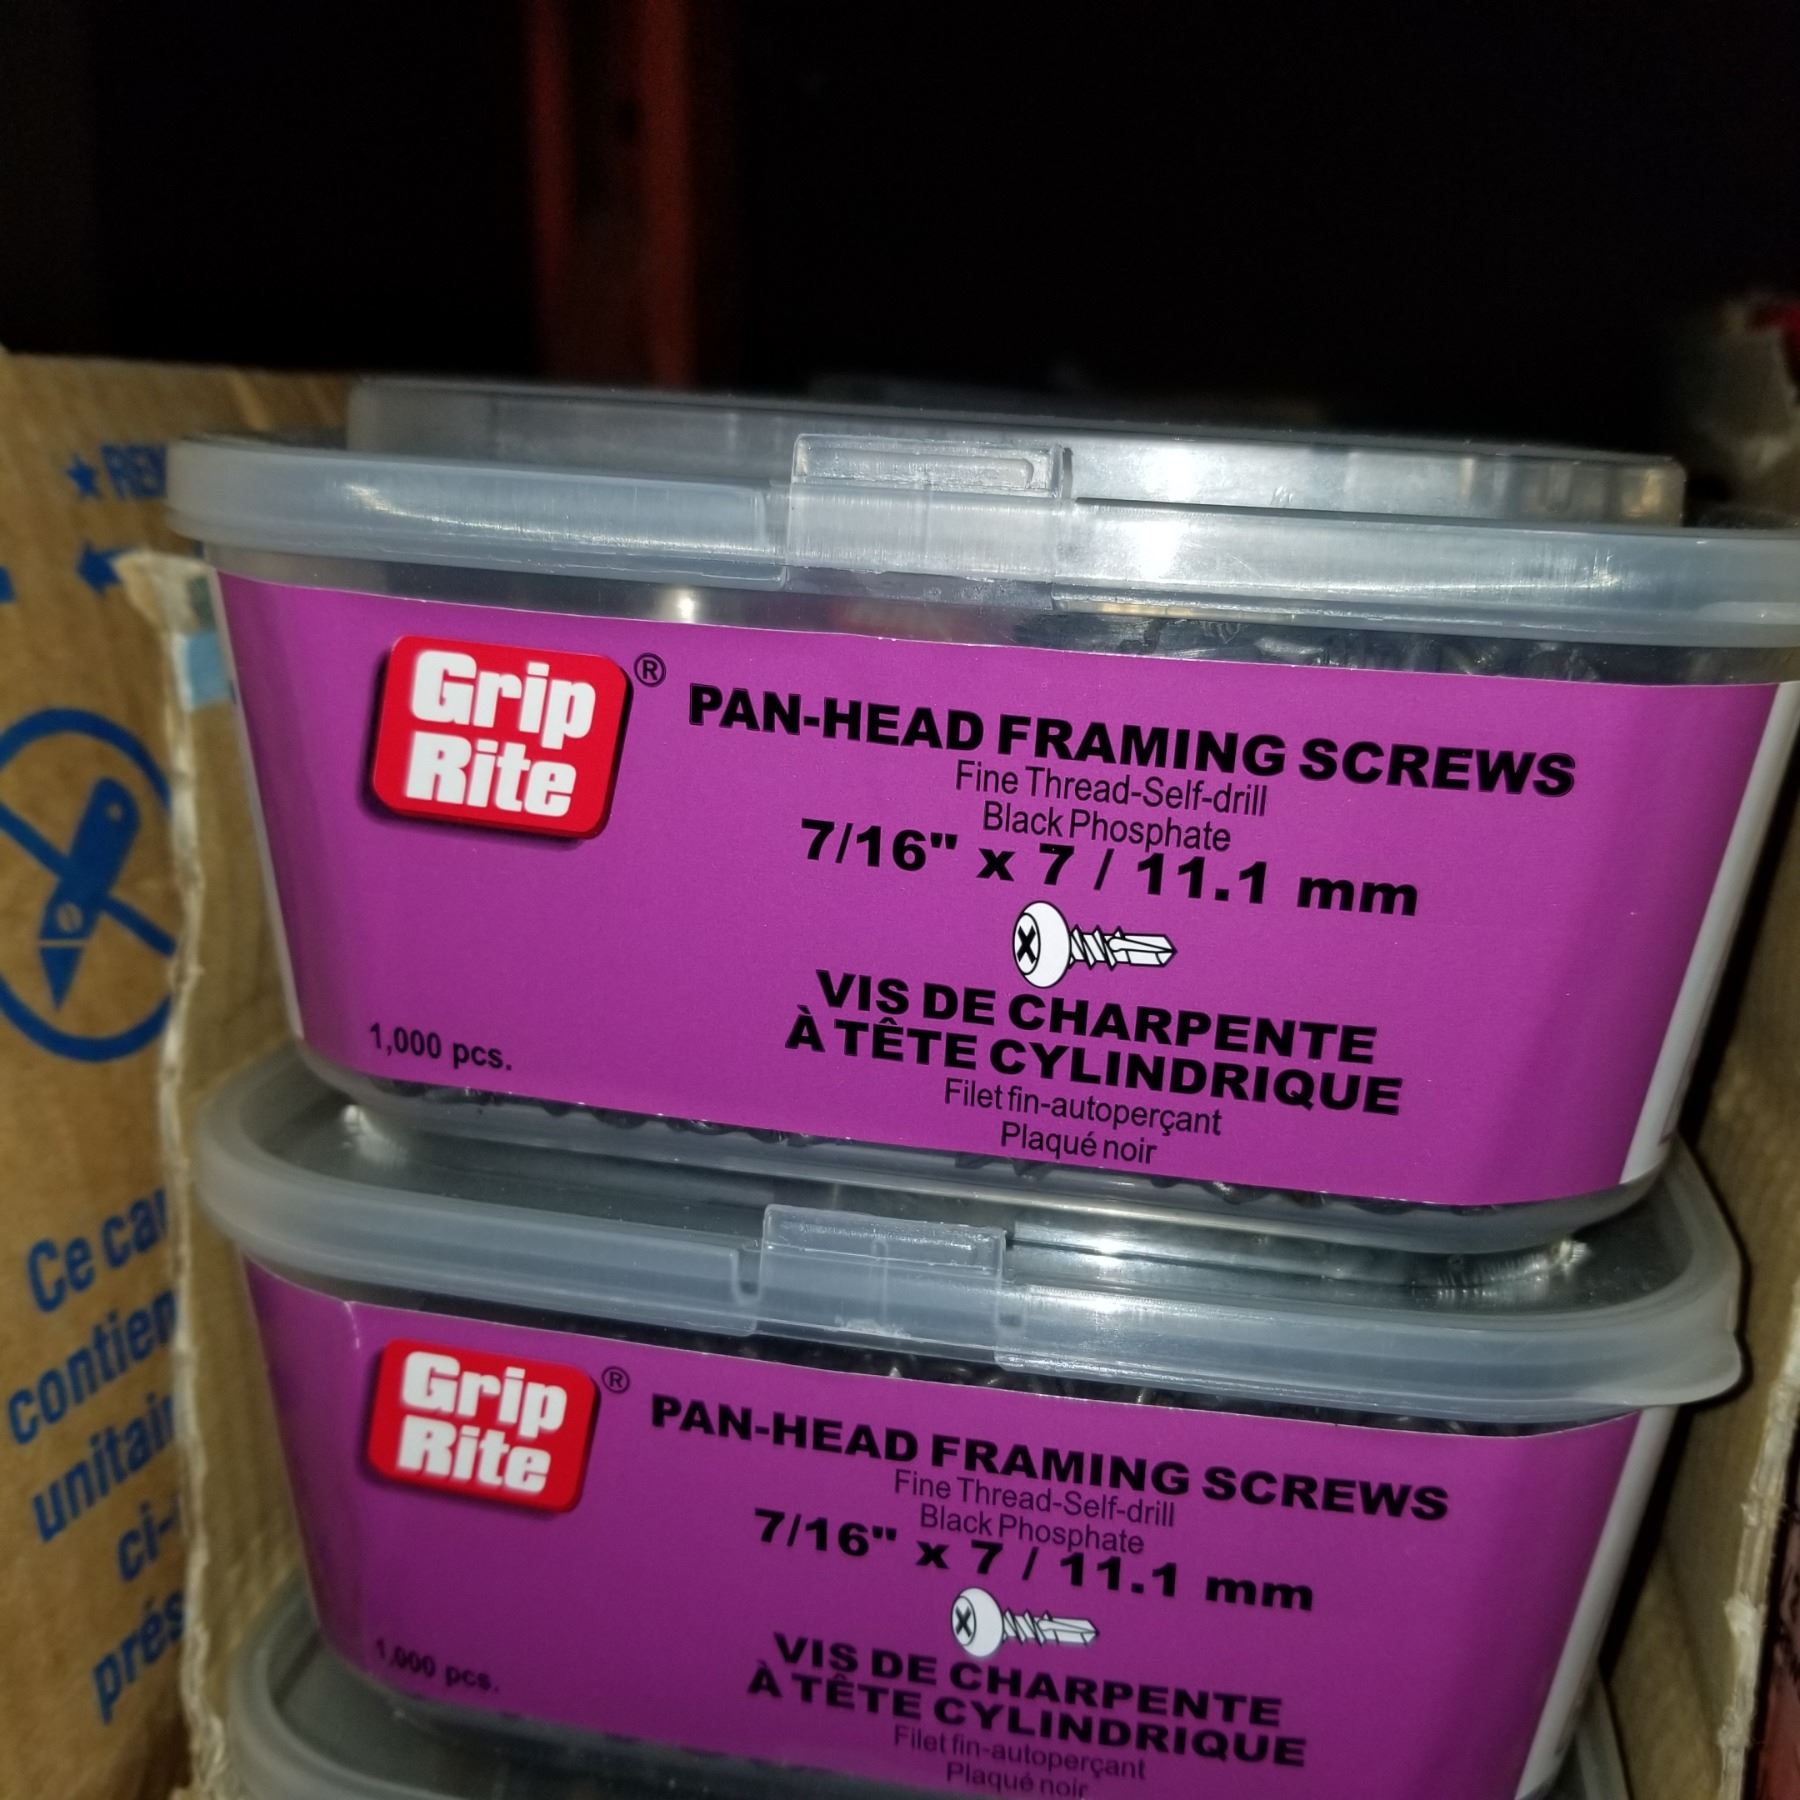 Grip
Rite
®
PAN-HEAD FRAMING SCREWS
Fine Thread-Self-drill
Black Phosphate
7/16" x 7 / 11.1 mm
VIS DE CHARPENTE
À TÊTE CYLINDRIQUE
Filet fin-autoperçant
Plaqué noir
1,000 pcs.
Grip
Rite
®
PAN-HEAD FRAMING SCREWS
Fine Thread-Self-drill
Black Phosphate
7/16" x 7 / 11.1 mm
VIS DE CHARPENTE
À TÊTE CYLINDRIQUE
Filet fin-autoperçant
Plaqué noir
1,000 pcs.
Ce ca
contien
unitai
ci-
prés